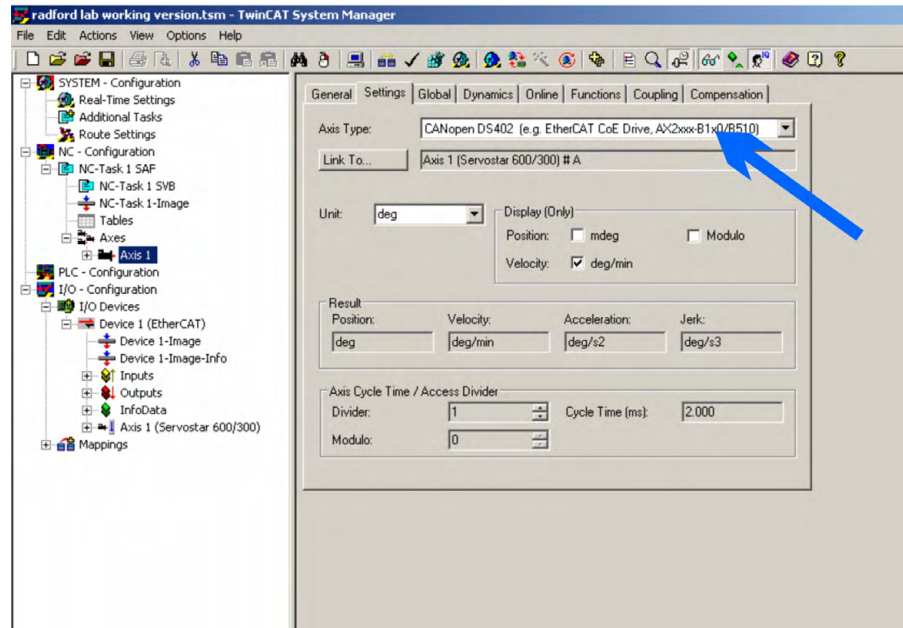 radford lab working version.tsm - TwinCAT System Manager
File Edit Actions View Options Help
SYSTEM - Configuration
Real-Time Settings
Additional Tasks
Route Settings
NC - Configuration
NC-Task 1 SAF
NC-Task 1 SVB
NC-Task 1-Image
Tables
Axes
Axis 1
PLC - Configuration
I/O - Configuration
I/O Devices
Device 1 (EtherCAT)
Device 1-Image
Device 1-Image-Info
Inputs
Outputs
InfoData
Axis 1 (Servostar 600/300)
Mappings
General Settings Global Dynamics Online Functions Coupling Compensation
Axis Type: CANopen DS402 (e.g. EtherCAT CoE Drive, AX2xxx-B1x0/B510)
Link To... Axis 1 (Servostar 600/300) # A
Unit: deg
Display (Only)
Position: mdeg Modulo
Velocity: deg/min
Result
Position: Velocity: Acceleration: Jerk:
deg deg/min deg/s2 deg/s3
Axis Cycle Time / Access Divider
Divider: 1 Cycle Time (ms): 2.000
Modulo: 0